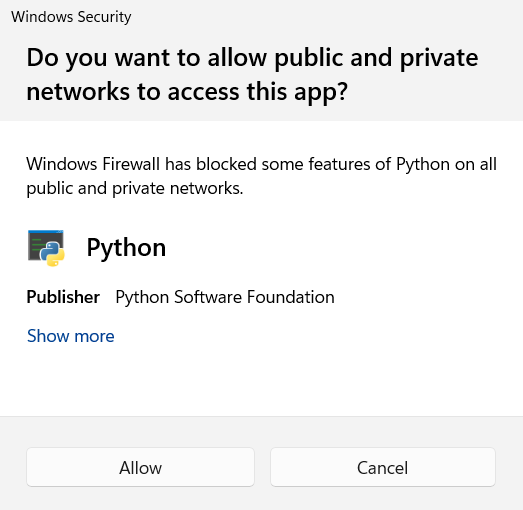 Windows Security
Do you want to allow public and private
networks to access this app?
Windows Firewall has blocked some features of Python on all
public and private networks.
Python
Publisher Python Software Foundation
Show more
Allow
Cancel